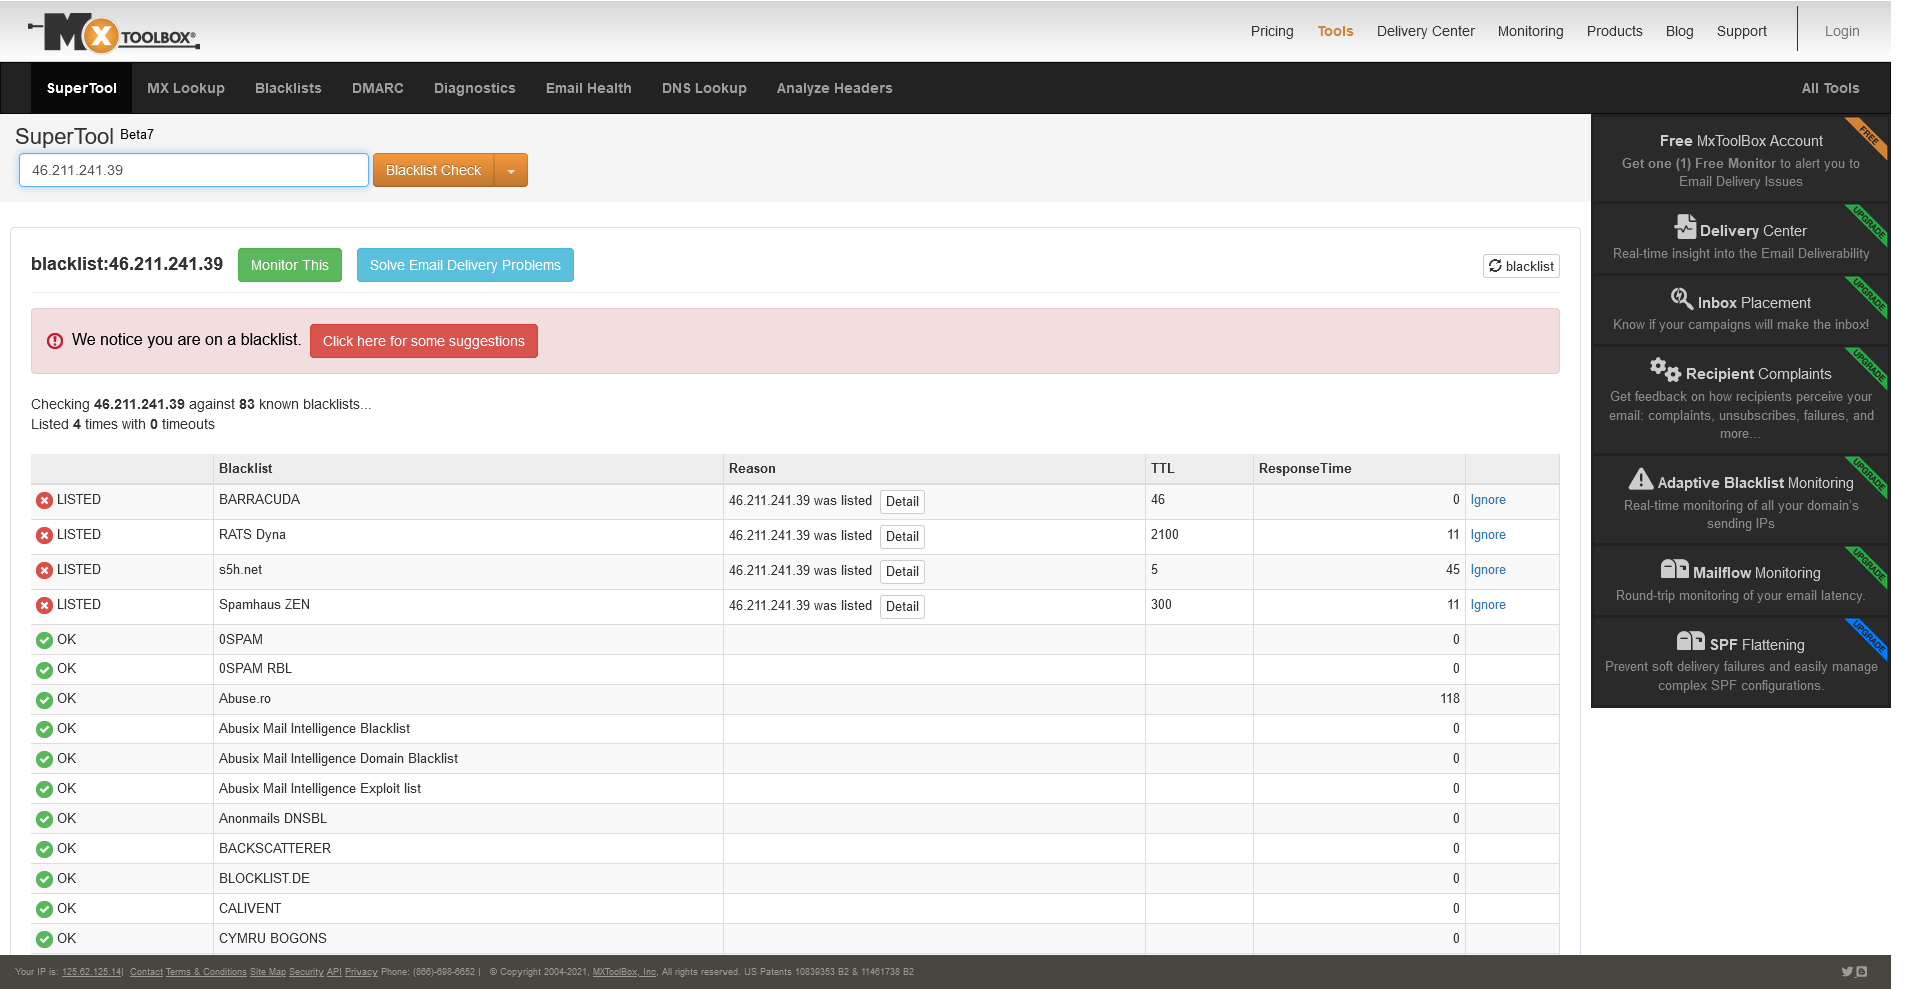 MX TOOLBOX®
Pricing Tools Delivery Center Monitoring Products Blog Support Login
SuperTool MX Lookup Blacklists DMARC Diagnostics Email Health DNS Lookup Analyze Headers All Tools
SuperTool Beta7
46.211.241.39 Blacklist Check
blacklist:46.211.241.39 Monitor This Solve Email Delivery Problems blacklist
We notice you are on a blacklist. Click here for some suggestions
Checking 46.211.241.39 against 83 known blacklists...
Listed 4 times with 0 timeouts
Blacklist Reason TTL ResponseTime
LISTED BARRACUDA 46.211.241.39 was listed Detail 46 0 Ignore
LISTED RATS Dyna 46.211.241.39 was listed Detail 2100 11 Ignore
LISTED s5h.net 46.211.241.39 was listed Detail 5 45 Ignore
LISTED Spamhaus ZEN 46.211.241.39 was listed Detail 300 11 Ignore
OK 0SPAM 0
OK 0SPAM RBL 0
OK Abuse.ro 118
OK Abusix Mail Intelligence Blacklist 0
OK Abusix Mail Intelligence Domain Blacklist 0
OK Abusix Mail Intelligence Exploit list 0
OK Anonmails DNSBL 0
OK BACKSCATTERER 0
OK BLOCKLIST.DE 0
OK CALIVENT 0
OK CYMRU BOGONS 0
FREE
Free MxToolBox Account
Get one (1) Free Monitor to alert you to
Email Delivery Issues
UPGRADE
Delivery Center
Real-time insight into the Email Deliverability
UPGRADE
Inbox Placement
Know if your campaigns will make the inbox!
UPGRADE
Recipient Complaints
Get feedback on how recipients perceive your
email: complaints, unsubscribes, failures, and
more...
UPGRADE
Adaptive Blacklist Monitoring
Real-time monitoring of all your domain's
sending IPs
UPGRADE
Mailflow Monitoring
Round-trip monitoring of your email latency.
UPGRADE
SPF Flattening
Prevent soft delivery failures and easily manage
complex SPF configurations.
Your IP is: 125.62.125.14| Contact Terms & Conditions Site Map Security API Privacy Phone: (866)-698-6652 | © Copyright 2004-2021, MXToolBox, Inc, All rights reserved. US Patents 10839353 B2 & 11461738 B2